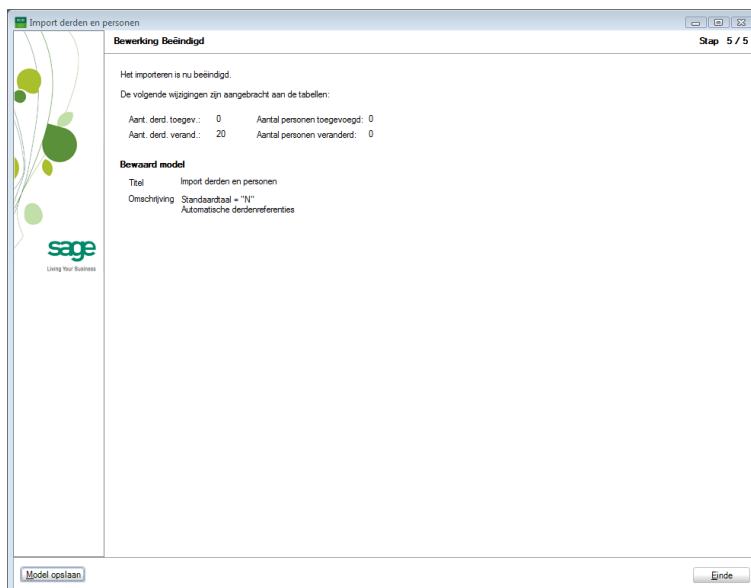 Import derden en personen
Bewerking Beëindigd
Stap 5 / 5
Het importeren is nu beëindigd.
De volgende wijzigingen zijn aangebracht aan de tabellen:
Aant. derd. toegev.: 0 Aantal personen toegevoegd: 0
Aant. derd. verand.: 20 Aantal personen veranderd: 0
Bewaard model
Titel Import derden en personen
Omschrijving Standaardtaal = "N"
Automatische derdenreferenties
sage
Living Your Business
Model opslaan
Einde